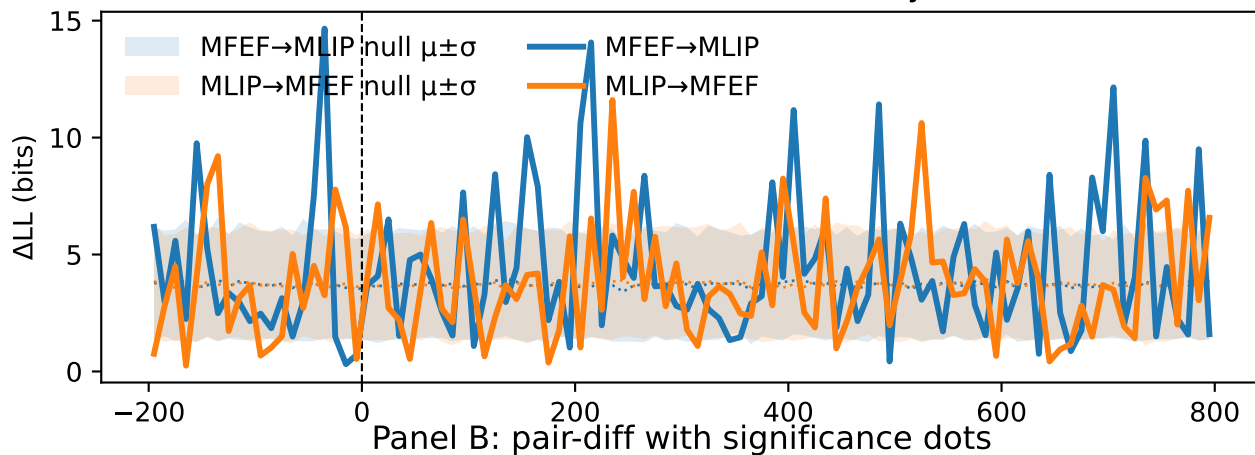 15
10
5
0
ΔLL (bits)
MFEF→MLIP null μ±σ
MLIP→MFEF null μ±σ
MFEF→MLIP
MLIP→MFEF
−200
0
200
400
600
800
Panel B: pair-diff with significance dots